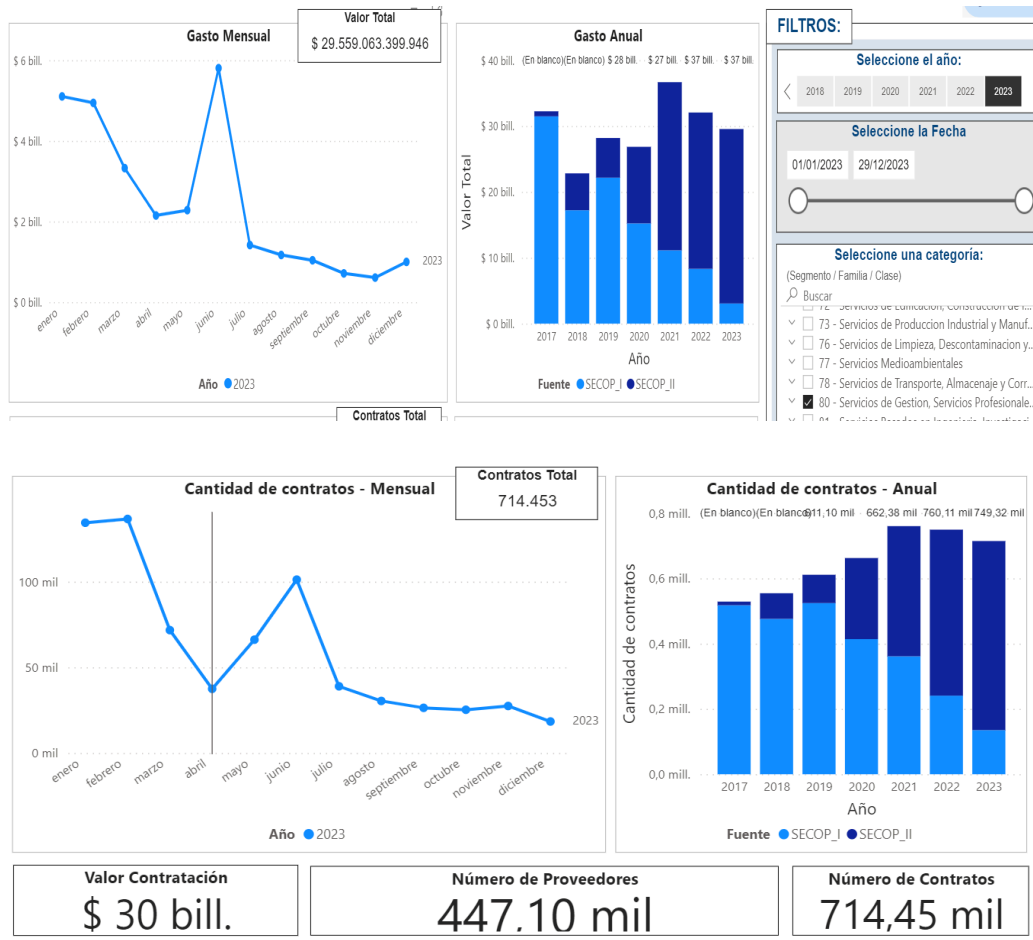 Valor Total
$ 29.559.063.399.946
Gasto Mensual
$ 6 bill.
$ 4 bill.
$ 2 bill.
$ 0 bill.
enero
febrero
marzo
abril
mayo
junio
julio
agosto
septiembre
octubre
noviembre
diciembre
2023
Año 2023
Gasto Anual
$ 40 bill. (En blanco)(En blanco) $ 28 bill. $ 27 bill. $ 37 bill. $ 37 bill.
$ 30 bill.
$ 20 bill.
$ 10 bill.
$ 0 bill.
Valor Total
2017 2018 2019 2020 2021 2022 2023
Año
Fuente SECOP_I SECOP_II
FILTROS:
Seleccione el año:
2018 2019 2020 2021 2022 2023
Seleccione la Fecha
01/01/2023 29/12/2023
Seleccione una categoría:
(Segmento / Familia / Clase)
Buscar
72 - Servicios de Edificacion, Construccion de I...
73 - Servicios de Produccion Industrial y Manuf...
76 - Servicios de Limpieza, Descontaminacion y...
77 - Servicios Medioambientales
78 - Servicios de Transporte, Almacenaje y Corr...
80 - Servicios de Gestion, Servicios Profesionale...
Contratos Total
Cantidad de contratos - Mensual
Contratos Total
714.453
100 mil
50 mil
0 mil
enero
febrero
marzo
abril
mayo
junio
julio
agosto
septiembre
octubre
noviembre
diciembre
2023
Año 2023
Cantidad de contratos - Anual
0,8 mill. (En blanco)(En blanco) 611,10 mil 662,38 mil 760,11 mil 749,32 mil
0,6 mill.
0,4 mill.
0,2 mill.
0,0 mill.
Cantidad de contratos
2017 2018 2019 2020 2021 2022 2023
Año
Fuente SECOP_I SECOP_II
Valor Contratación
$ 30 bill.
Número de Proveedores
447,10 mil
Número de Contratos
714,45 mil